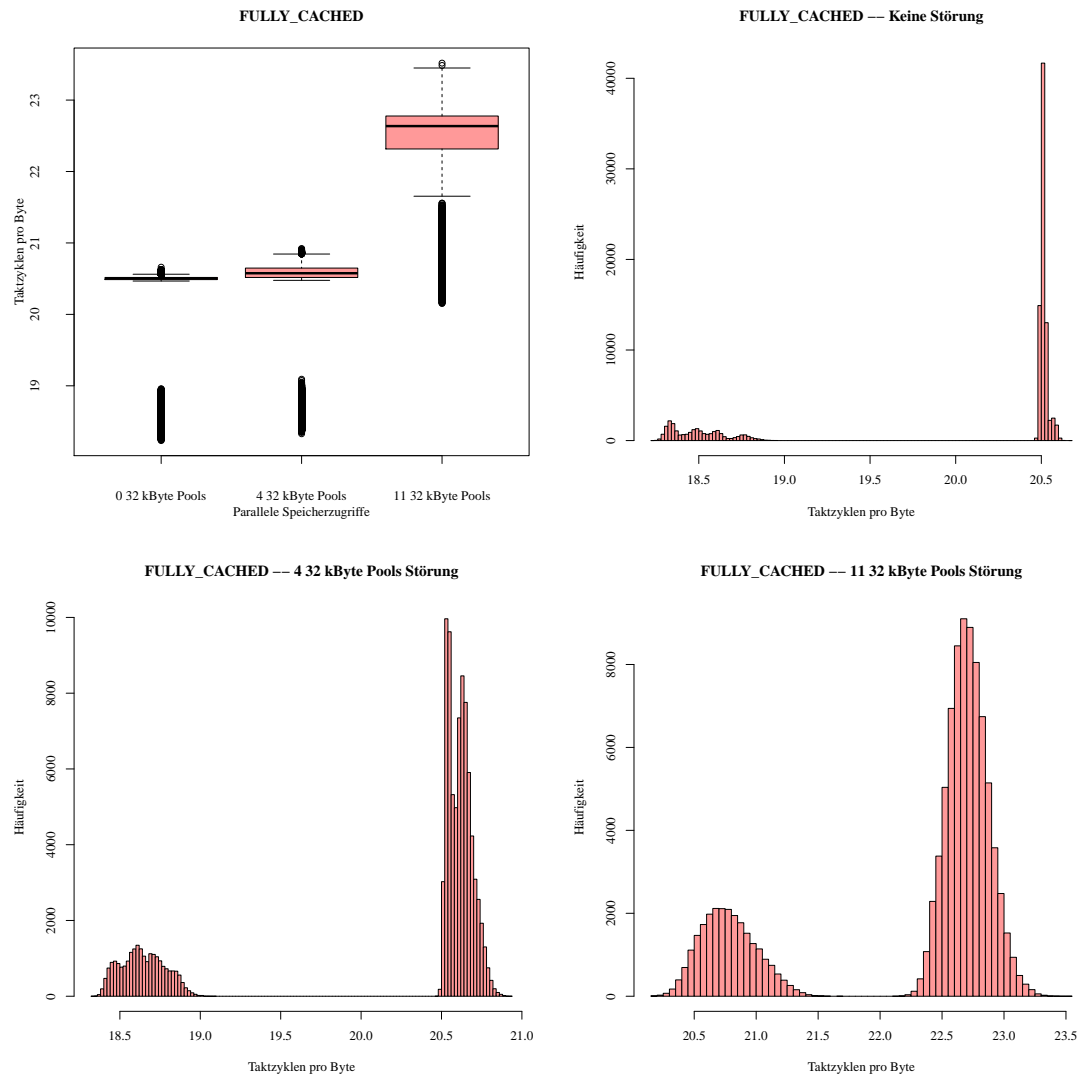 FULLY_CACHED
Taktzyklen pro Byte
23
22
21
20
19
0 32 kByte Pools
4 32 kByte Pools
11 32 kByte Pools
Parallele Speicherzugriffe
FULLY_CACHED −− Keine Störung
Häufigkeit
40000
30000
20000
10000
0
18.5 19.0 19.5 20.0 20.5
Taktzyklen pro Byte
FULLY_CACHED −− 4 32 kByte Pools Störung
Häufigkeit
10000
8000
6000
4000
2000
0
18.5 19.0 19.5 20.0 20.5 21.0
Taktzyklen pro Byte
FULLY_CACHED −− 11 32 kByte Pools Störung
Häufigkeit
8000
6000
4000
2000
0
20.5 21.0 21.5 22.0 22.5 23.0 23.5
Taktzyklen pro Byte